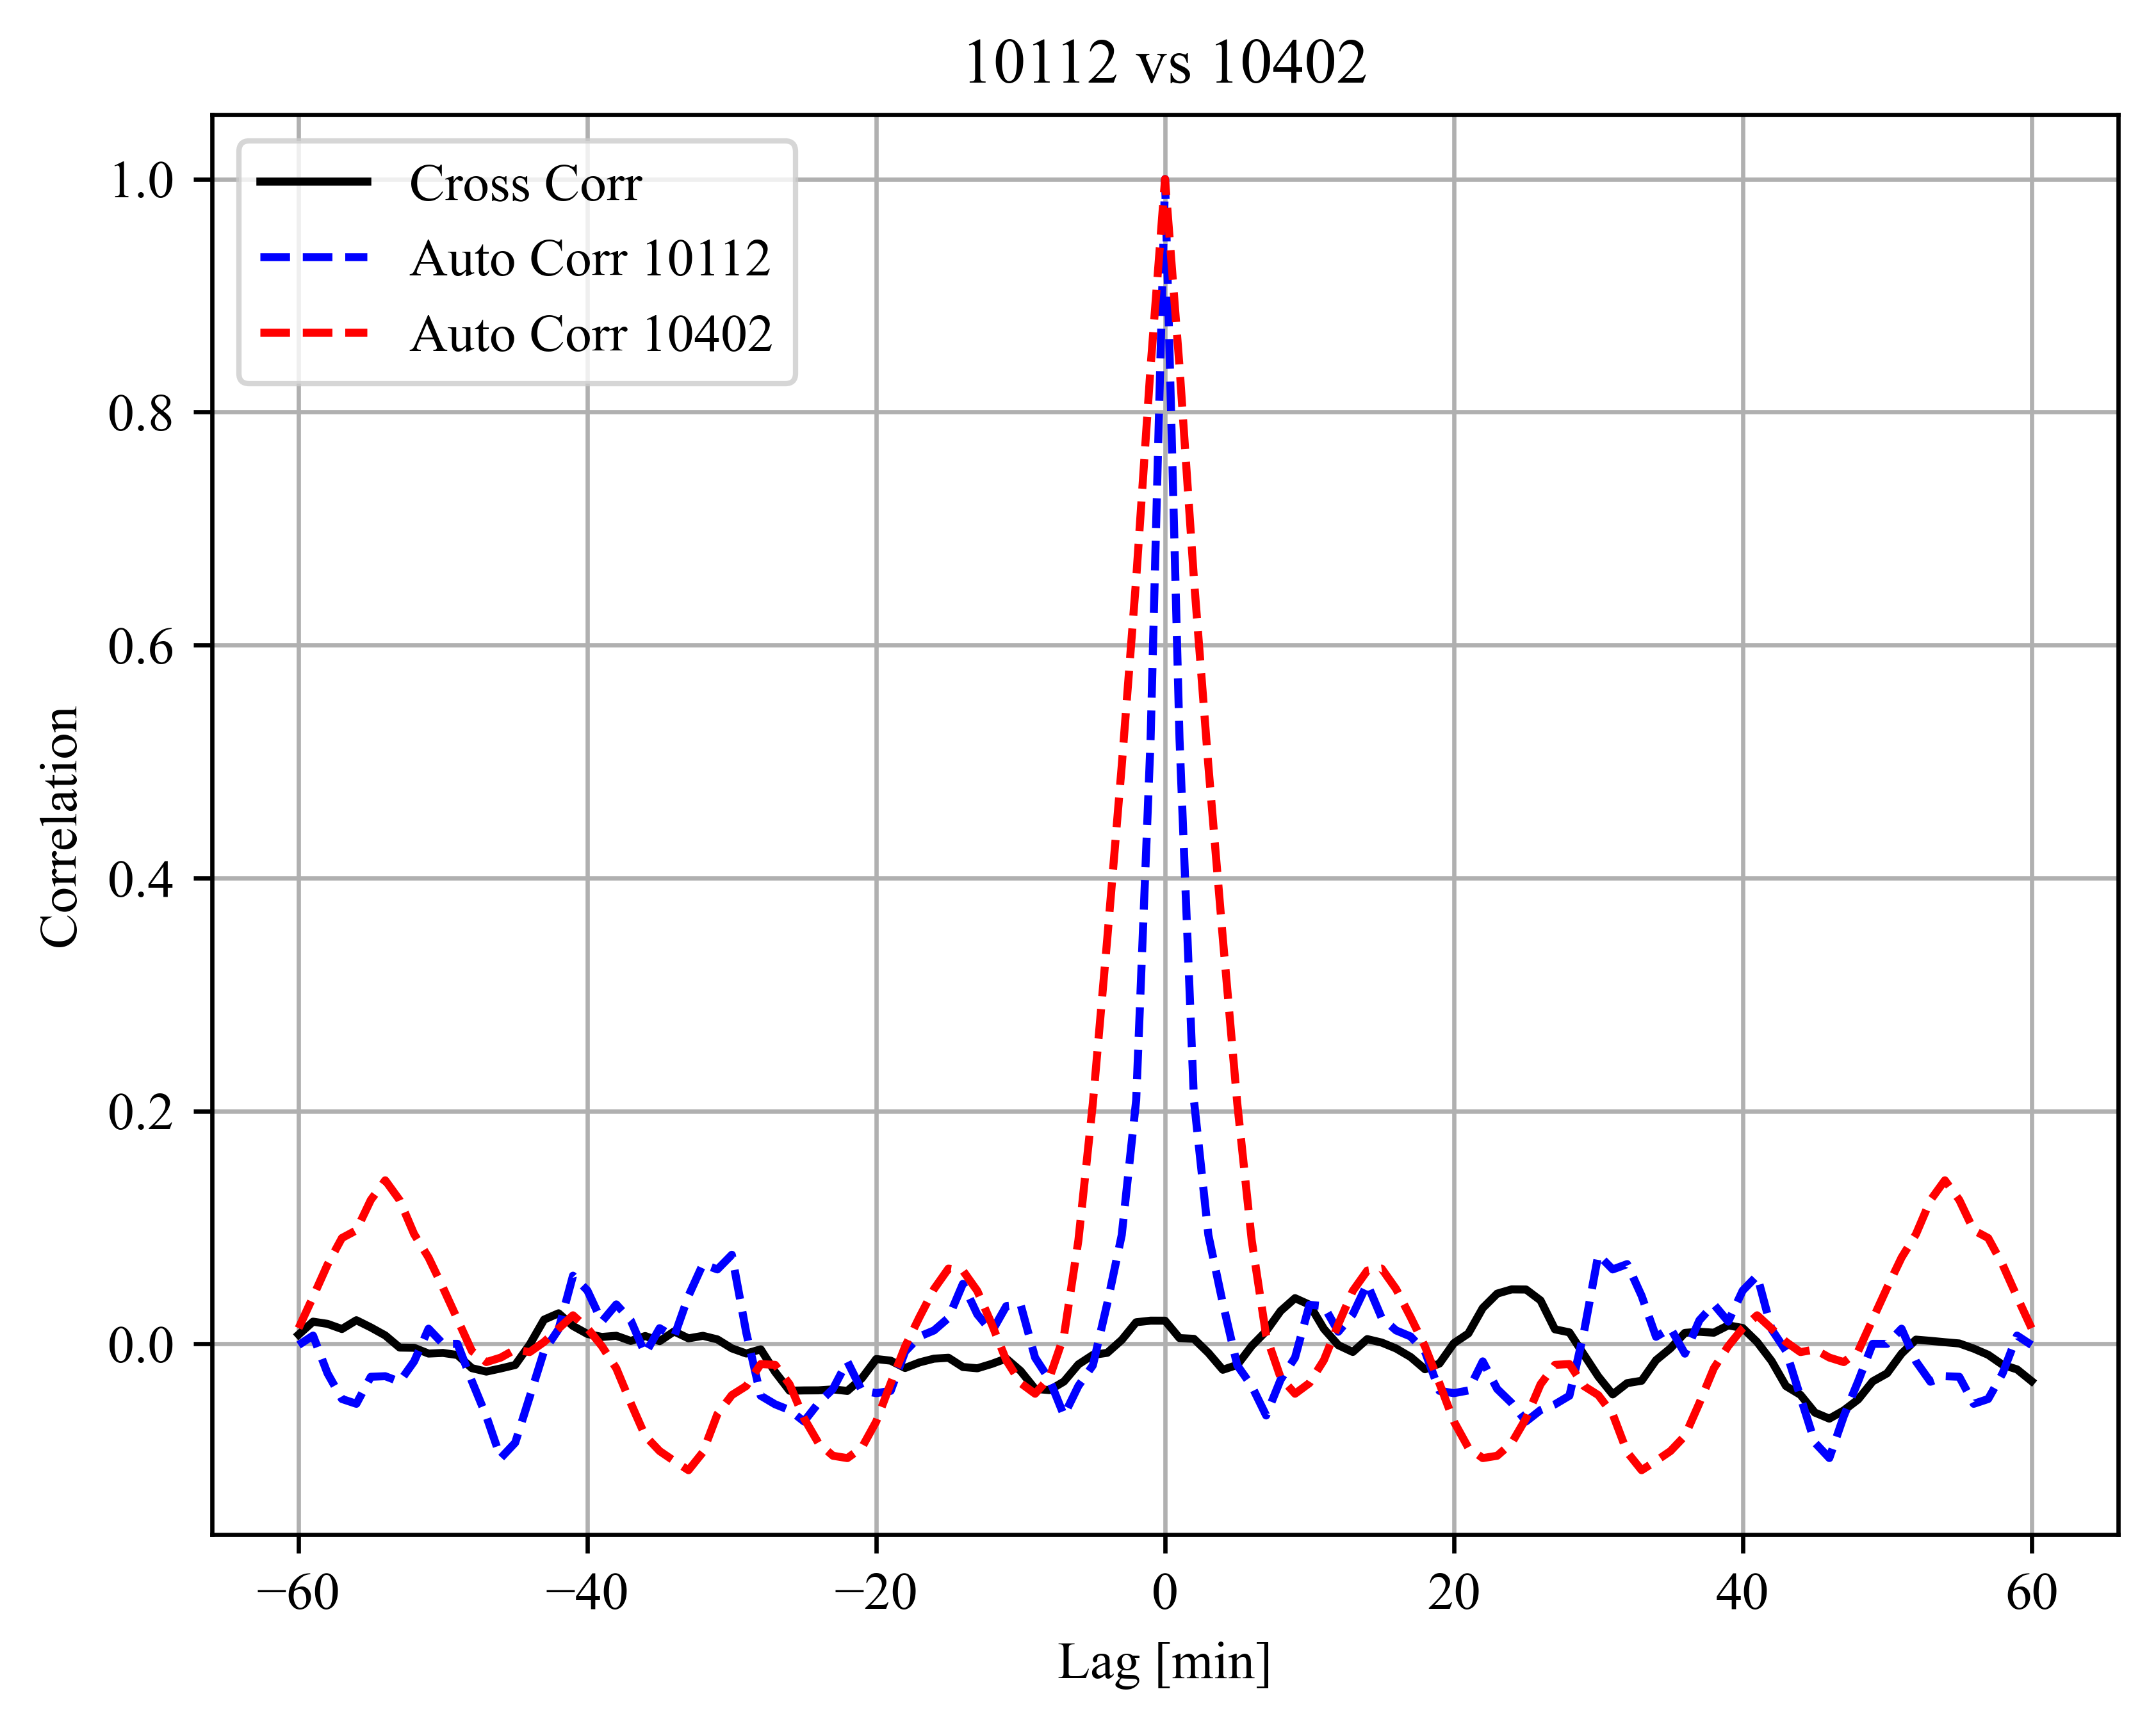 10112 vs 10402
Cross Corr
Auto Corr 10112
Auto Corr 10402
1.0
0.8
0.6
0.4
0.2
0.0
Correlation
−60
−40
−20
0
20
40
60
Lag [min]